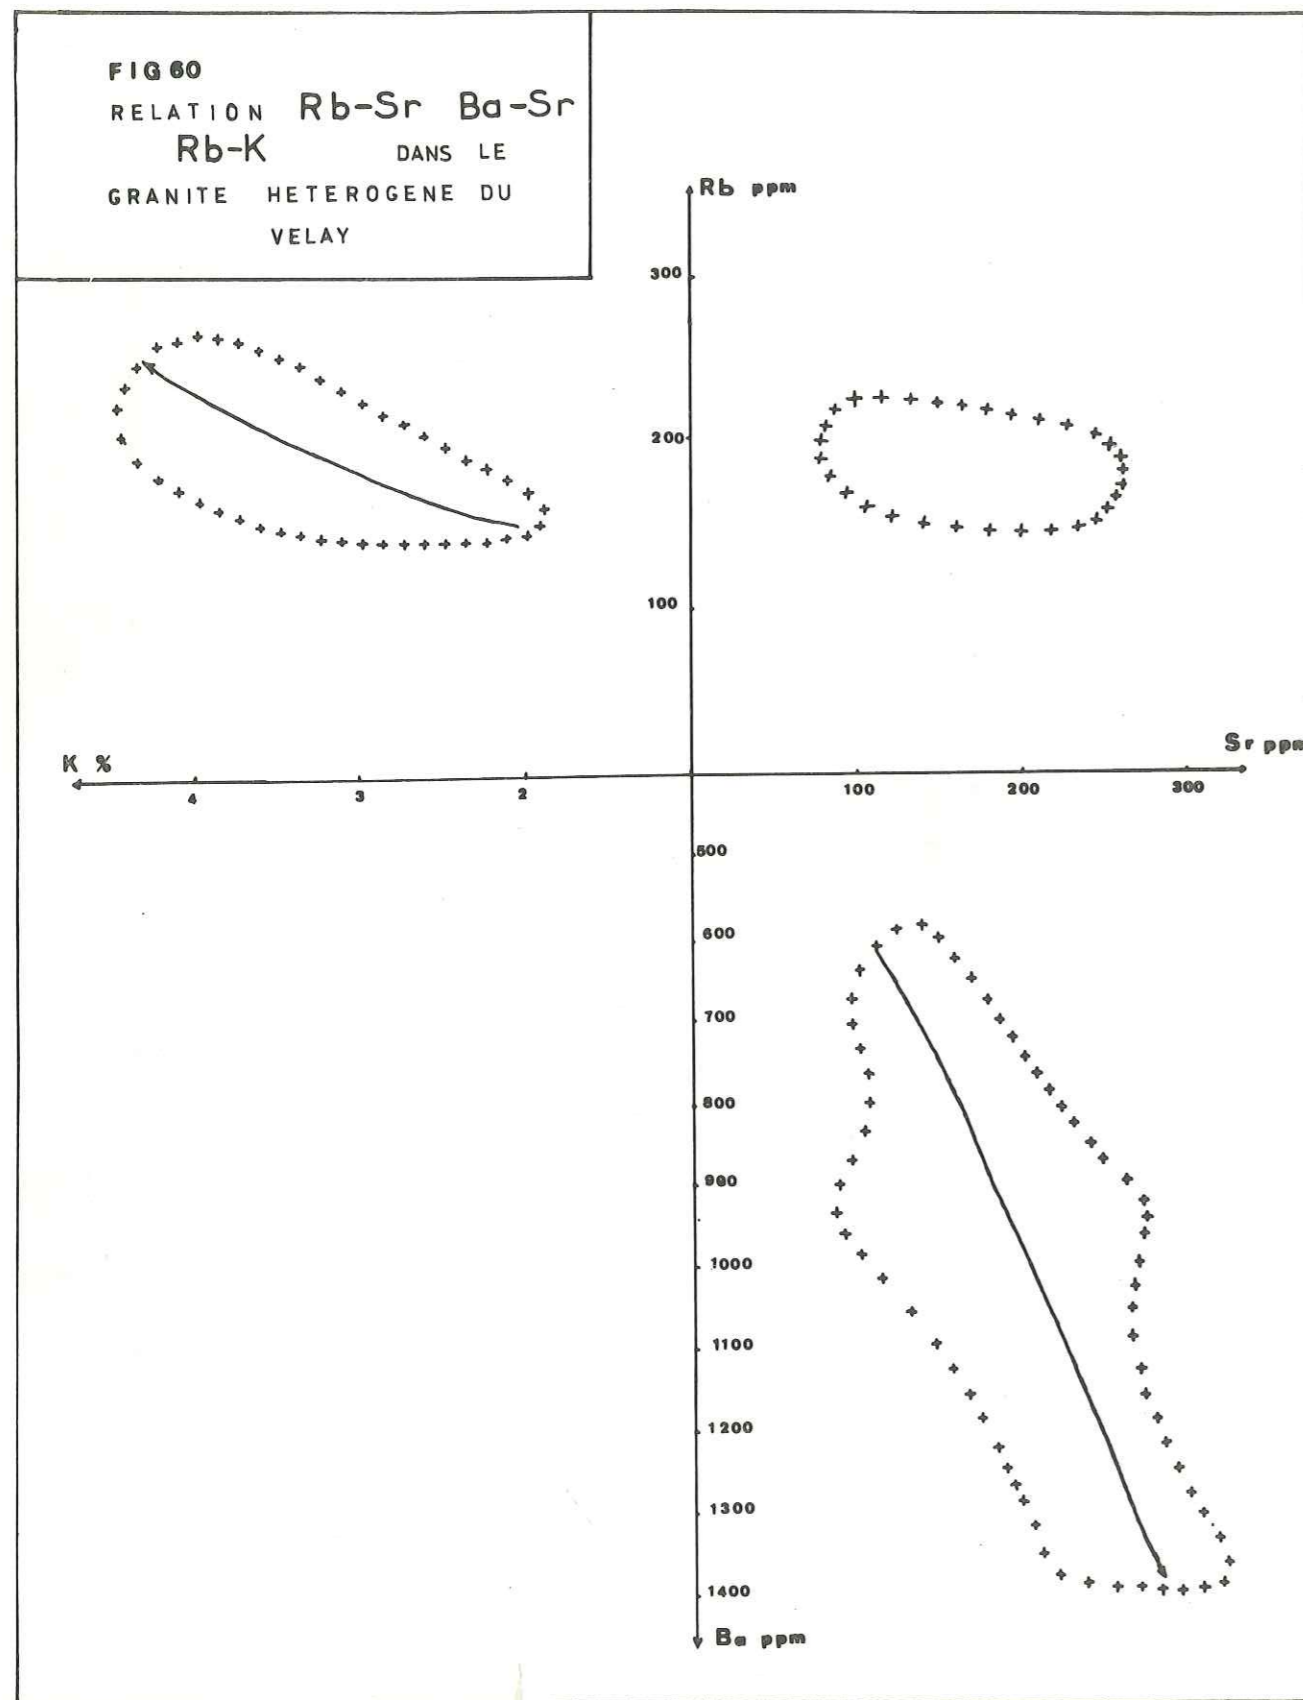 FIG 60
RELATION Rb-Sr Ba-Sr
Rb-K DANS LE
GRANITE HETEROGENE DU
VELAY
Rb ppm
300
200
100
Sr ppm
K %
4 3 2
100 200 300
500
600
700
800
900
1000
1100
1200
1300
1400
Ba ppm